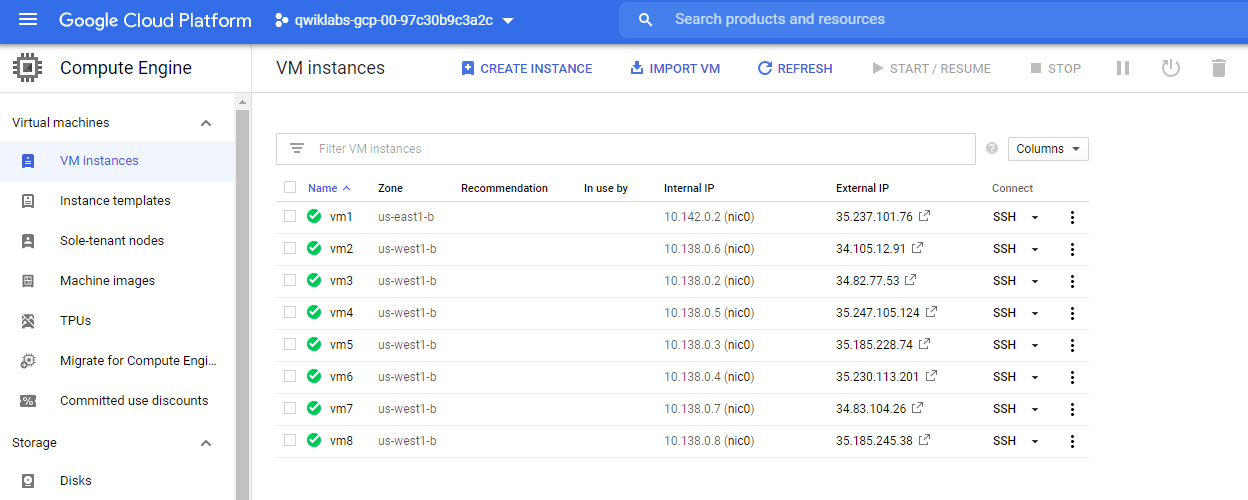 Google Cloud Platform qwiklabs-gcp-00-97c30b9c3a2c Search products and resources
Compute Engine
VM instances CREATE INSTANCE IMPORT VM REFRESH START / RESUME STOP
Virtual machines
VM instances
Instance templates
Sole-tenant nodes
Machine images
TPUs
Migrate for Compute Engi...
Committed use discounts
Storage
Disks
Filter VM instances Columns
Name Zone Recommendation In use by Internal IP External IP Connect
vm1 us-east1-b 10.142.0.2 (nic0) 35.237.101.76 SSH
vm2 us-west1-b 10.138.0.6 (nic0) 34.105.12.91 SSH
vm3 us-west1-b 10.138.0.2 (nic0) 34.82.77.53 SSH
vm4 us-west1-b 10.138.0.5 (nic0) 35.247.105.124 SSH
vm5 us-west1-b 10.138.0.3 (nic0) 35.185.228.74 SSH
vm6 us-west1-b 10.138.0.4 (nic0) 35.230.113.201 SSH
vm7 us-west1-b 10.138.0.7 (nic0) 34.83.104.26 SSH
vm8 us-west1-b 10.138.0.8 (nic0) 35.185.245.38 SSH